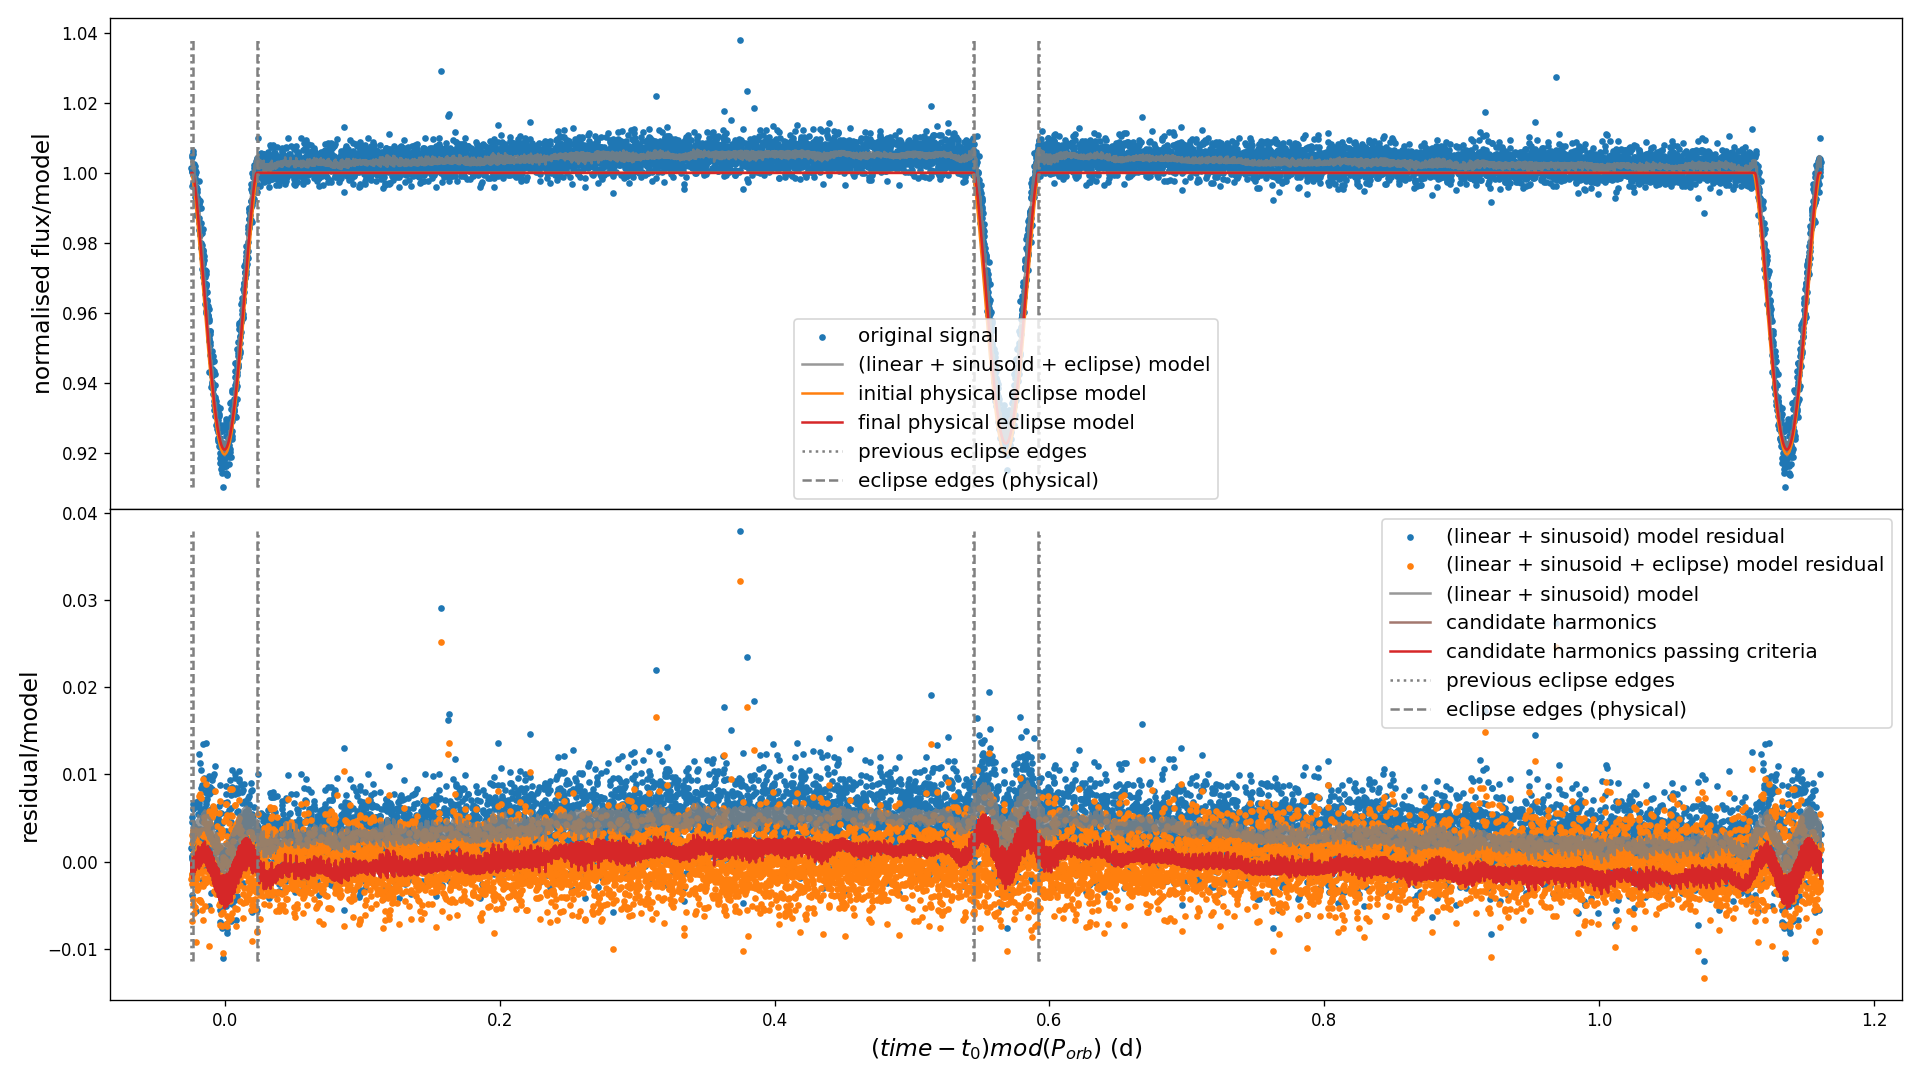 normalised flux/model
1.04
1.02
1.00
0.98
0.96
0.94
0.92
original signal
(linear + sinusoid + eclipse) model
initial physical eclipse model
final physical eclipse model
previous eclipse edges
eclipse edges (physical)
residual/model
0.04
0.03
0.02
0.01
0.00
−0.01
(linear + sinusoid) model residual
(linear + sinusoid + eclipse) model residual
(linear + sinusoid) model
candidate harmonics
candidate harmonics passing criteria
previous eclipse edges
eclipse edges (physical)
0.0 0.2 0.4 0.6 0.8 1.0 1.2
(time − t₀)mod(Pₒᵣb) (d)